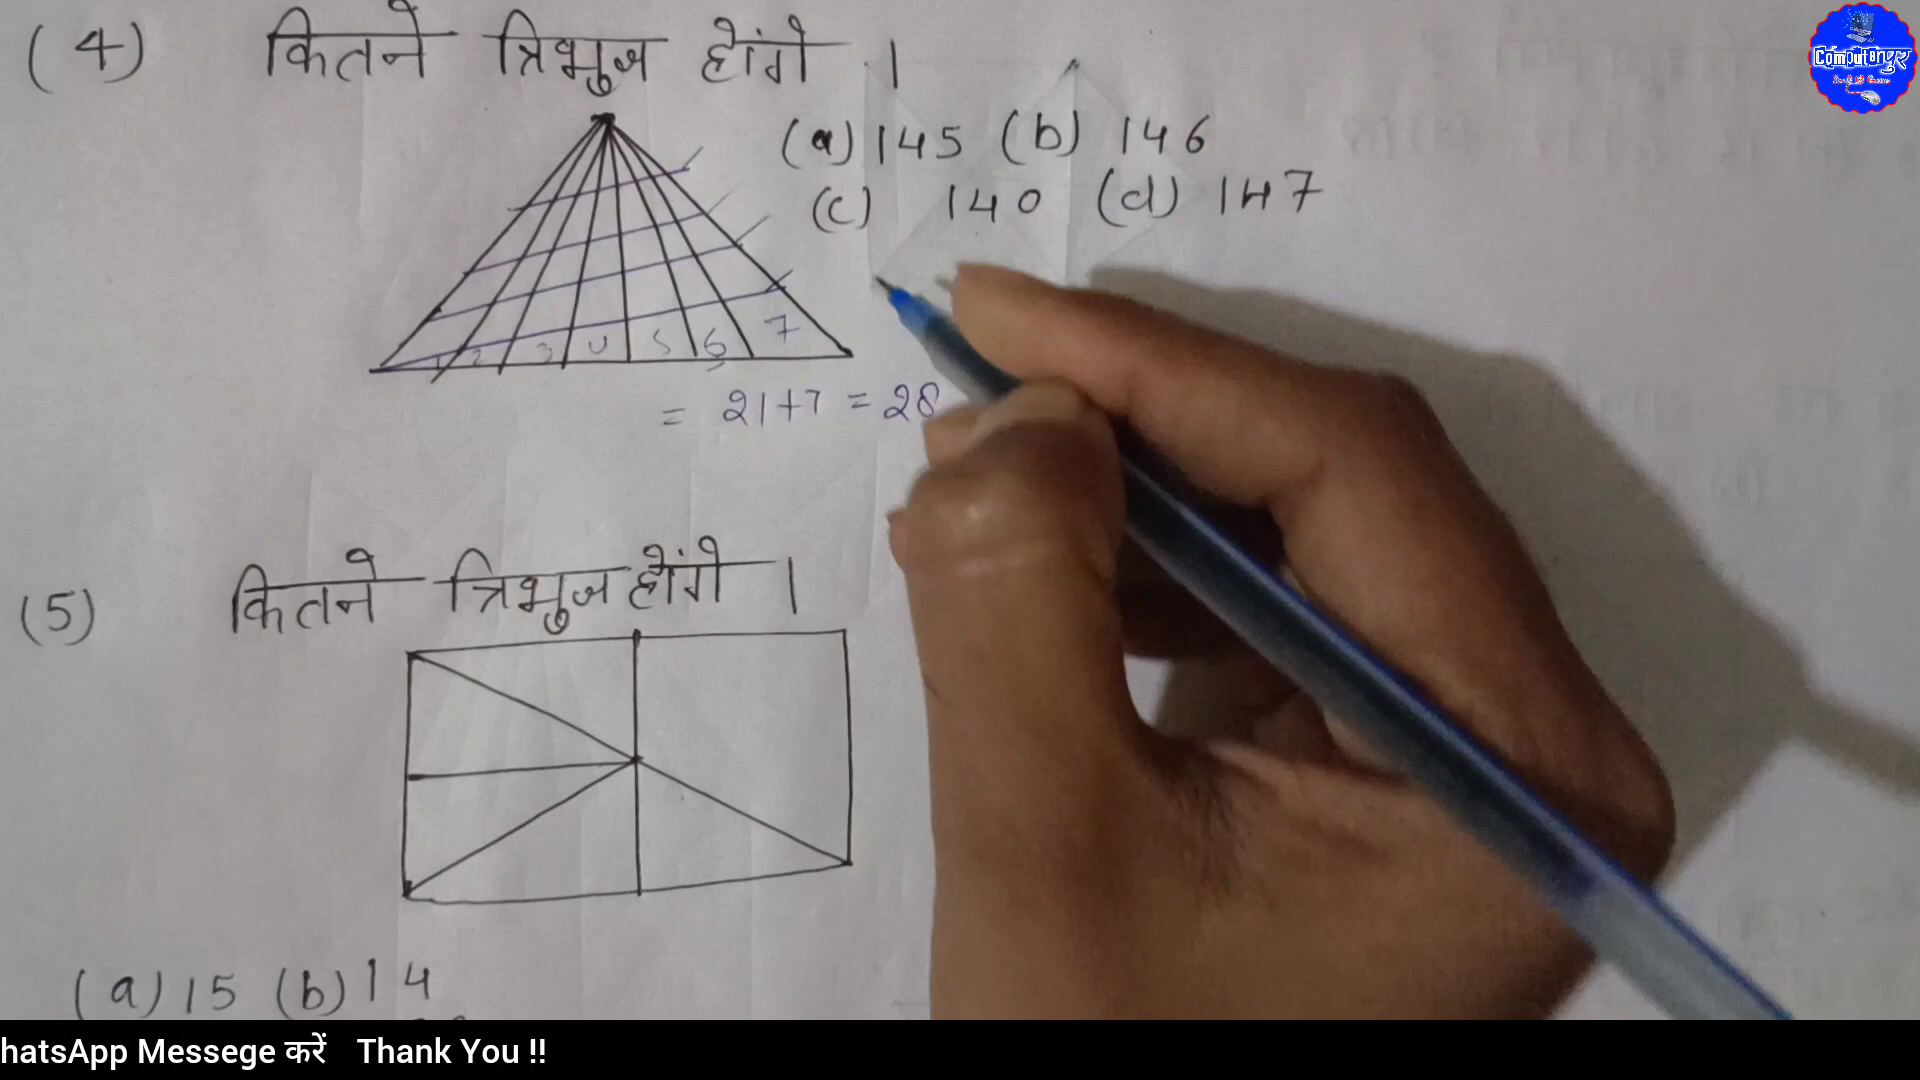 (4) कितने त्रिभुज होंगे ।
(a) 145 (b) 146
(c) 140 (d) 147
1 2 3 4 5 6 7
= 21+7 = 28
(5) कितने त्रिभुज होंगे ।
(a) 15 (b) 14
hatsApp Messege करें Thank You !!